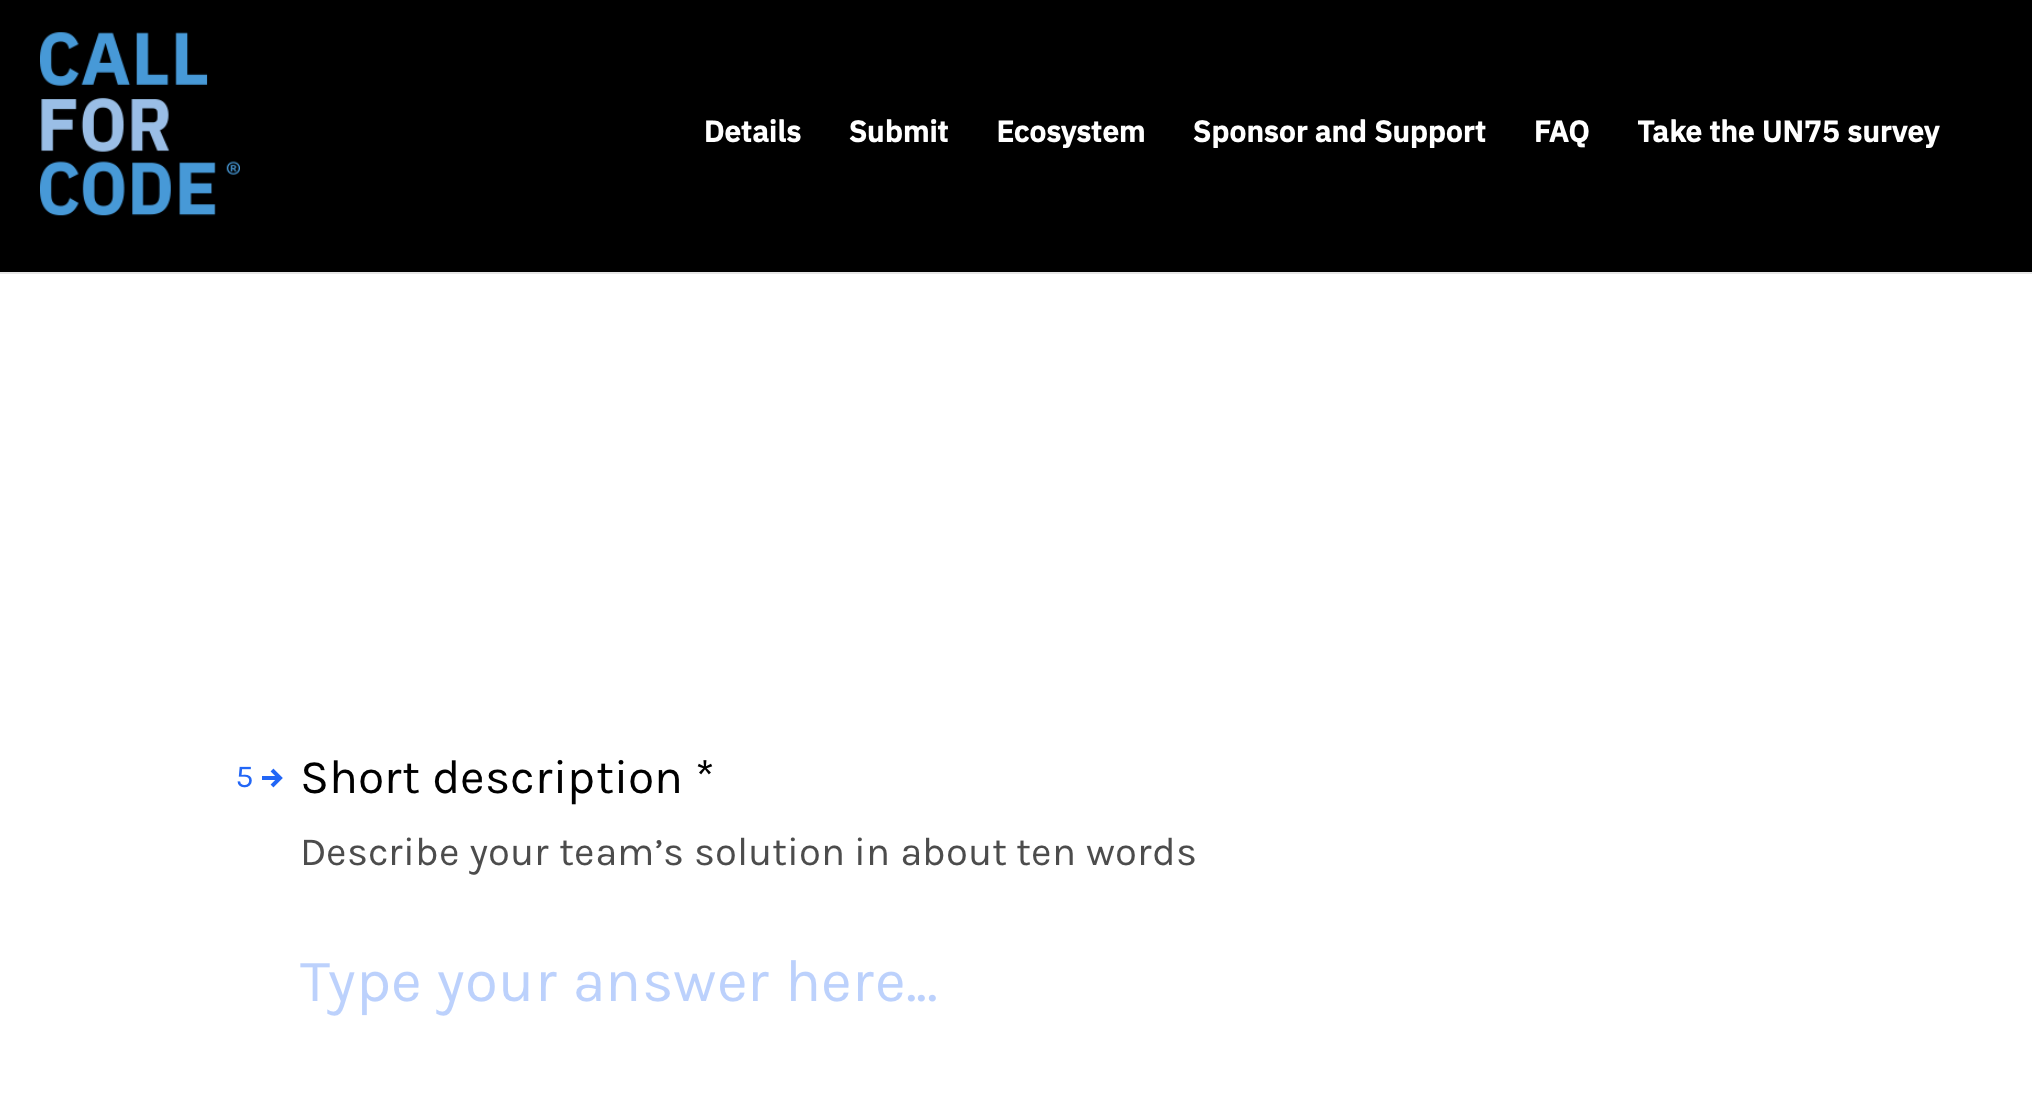 CALL
FOR
CODE®
Details Submit Ecosystem Sponsor and Support FAQ Take the UN75 survey
5 → Short description *
Describe your team’s solution in about ten words
Type your answer here...